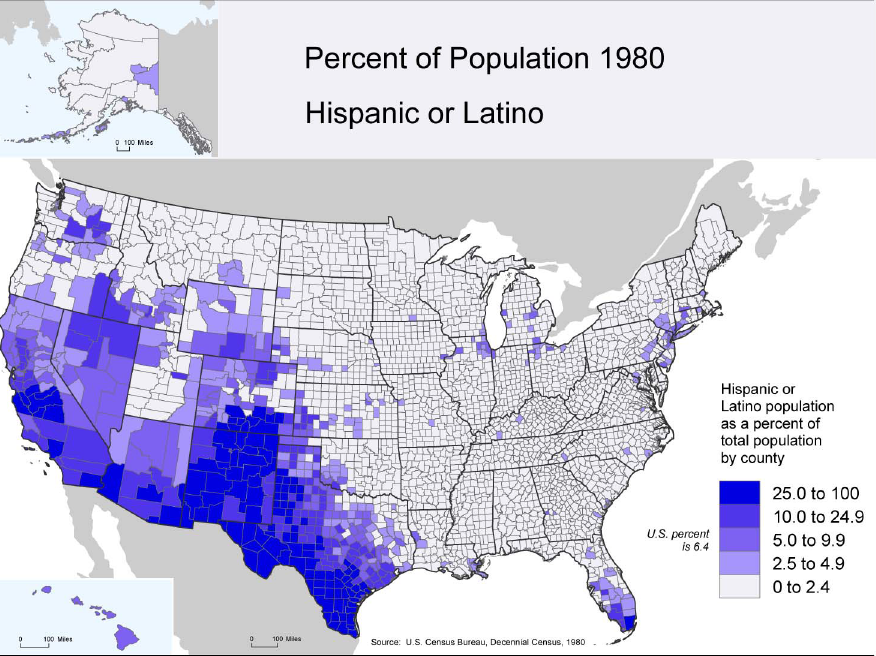 Percent of Population 1980
Hispanic or Latino
0 100 Miles
Hispanic or
Latino population
as a percent of
total population
by county
25.0 to 100
10.0 to 24.9
5.0 to 9.9
2.5 to 4.9
0 to 2.4
U.S. percent
is 6.4
0 100 Miles
0 100 Miles
Source: U.S. Census Bureau, Decennial Census, 1980